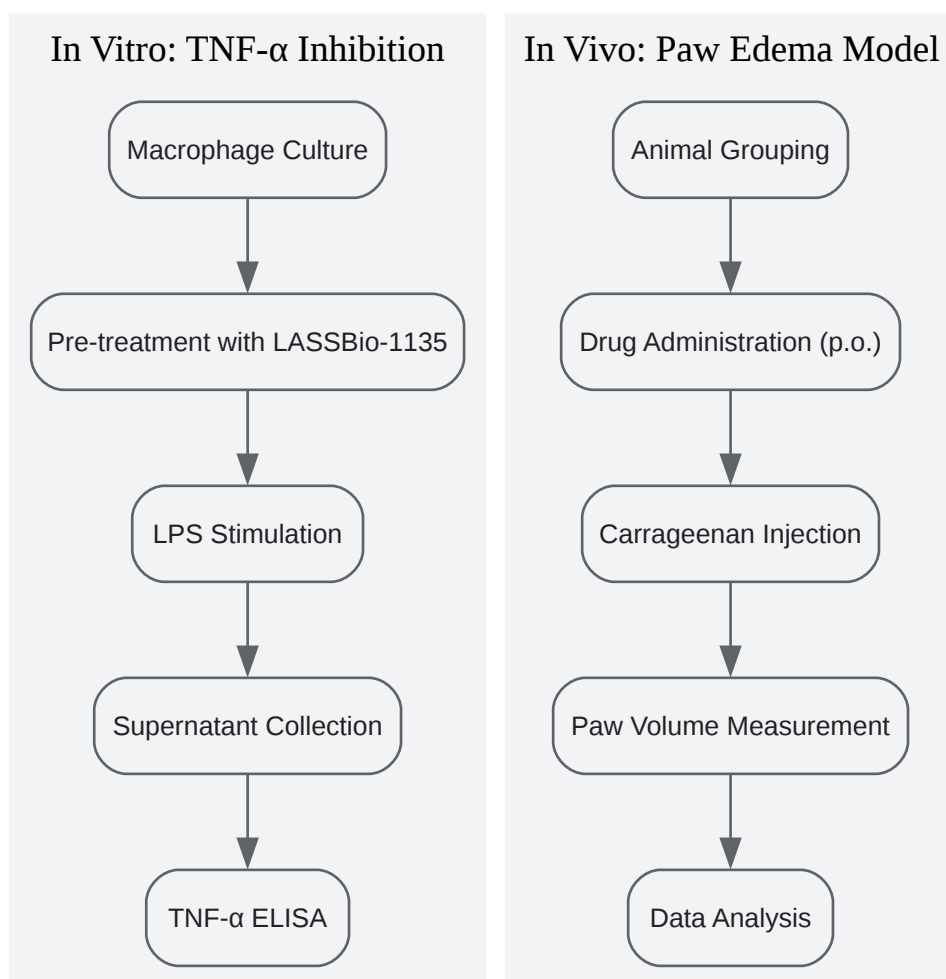 In Vitro: TNF-α Inhibition
Macrophage Culture
Pre-treatment with LASSBio-1135
LPS Stimulation
Supernatant Collection
TNF-α ELISA
In Vivo: Paw Edema Model
Animal Grouping
Drug Administration (p.o.)
Carrageenan Injection
Paw Volume Measurement
Data Analysis